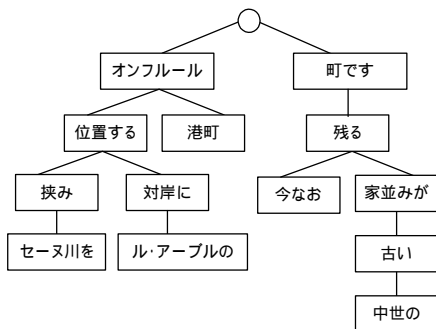 オンフルール
町です
位置する
港町
残る
挟み
対岸に
今なお
家並みが
セーヌ川を
ル・アーブルの
古い
中世の